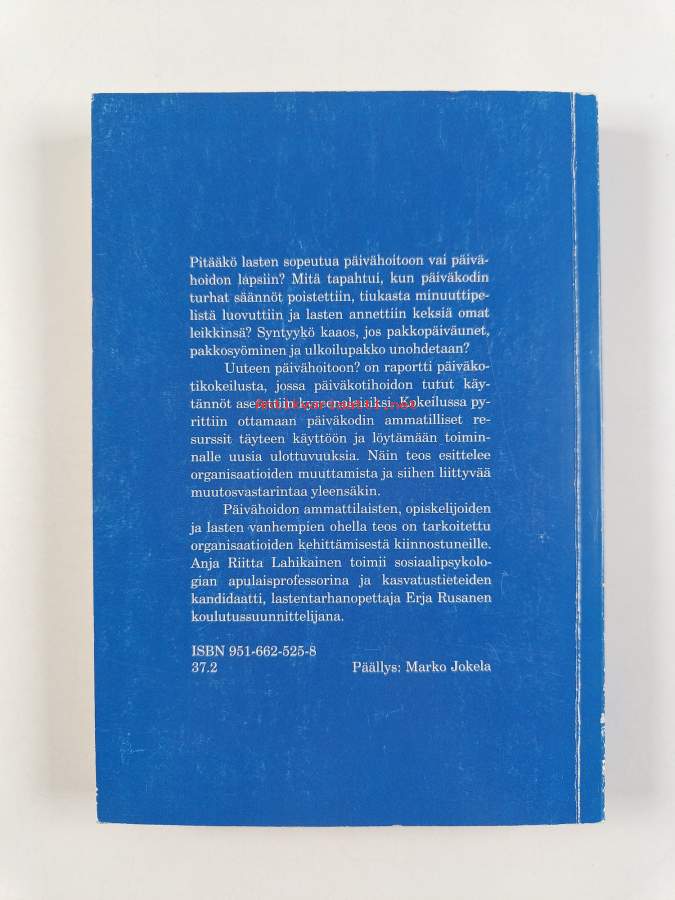 Pitääkö lasten sopeutua päivähoitoon vai päivä-
hoidon lapsiin? Mitä tapahtui, kun päiväkodin
turhat säännöt poistettiin, tiukasta minuuttipe-
listä luovuttiin ja lasten annettiin keksiä omat
leikkinsä? Syntyykö kaaos, jos pakkopäiväunet,
pakkosyöminen ja ulkoilupakko unohdetaan?
Uuteen päivähoitoon? on raportti päiväko-
tikokeilusta, jossa päiväkotihoidon tutut käy-
tännöt asetettiin kyseenalaisiksi. Kokeilussa py-
rittiin ottamaan päiväkodin ammatilliset re-
surssit täyteen käyttöön ja löytämään toimin-
nalle uusia ulottuvuuksia. Näin teos esittelee
organisaatioiden muuttamista ja siihen liittyvää
muutosvastarintaa yleensäkin.
Päivähoidon ammattilaisten, opiskelijoiden
ja lasten vanhempien ohella teos on tarkoitettu
organisaatioiden kehittämisestä kiinnostuneille.
Anja Riitta Lahikainen toimii sosiaalipsykolo-
gian apulaisprofessorina ja kasvatustieteiden
kandidaatti, lastentarhanopettaja Erja Rusanen
koulutussuunnittelijana.
ISBN 951-662-525-8
37.2 Päällys: Marko Jokela